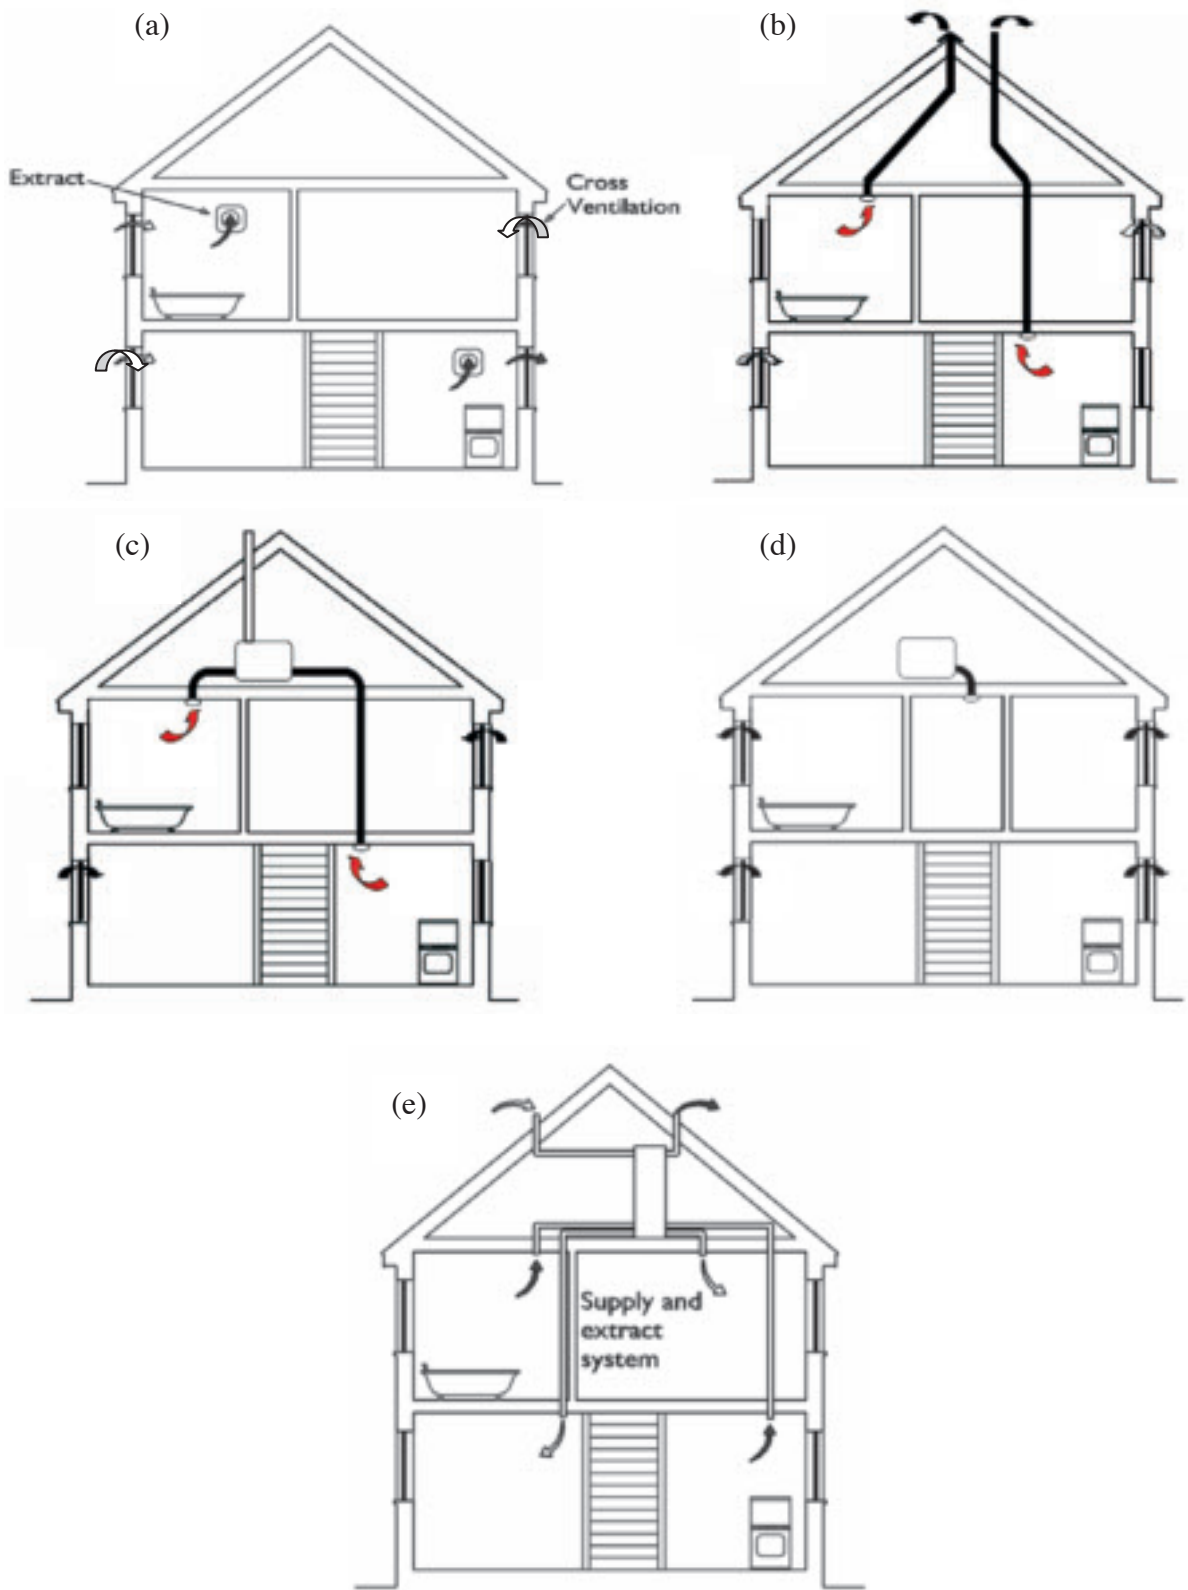 (a)
(b)
Extract
Cross
Ventilation
(c)
(d)
(e)
Supply and
extract
system